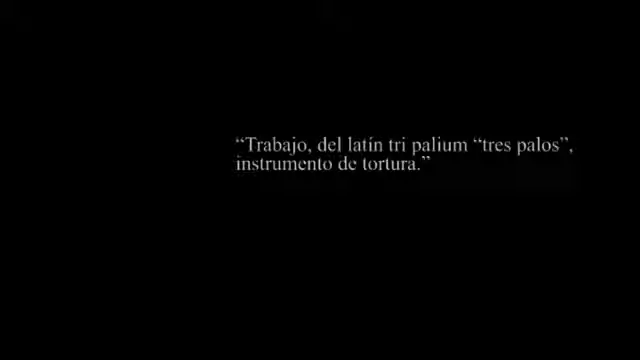 “Trabajo, del latín tri palium “tres palos”,
instrumento de tortura.”